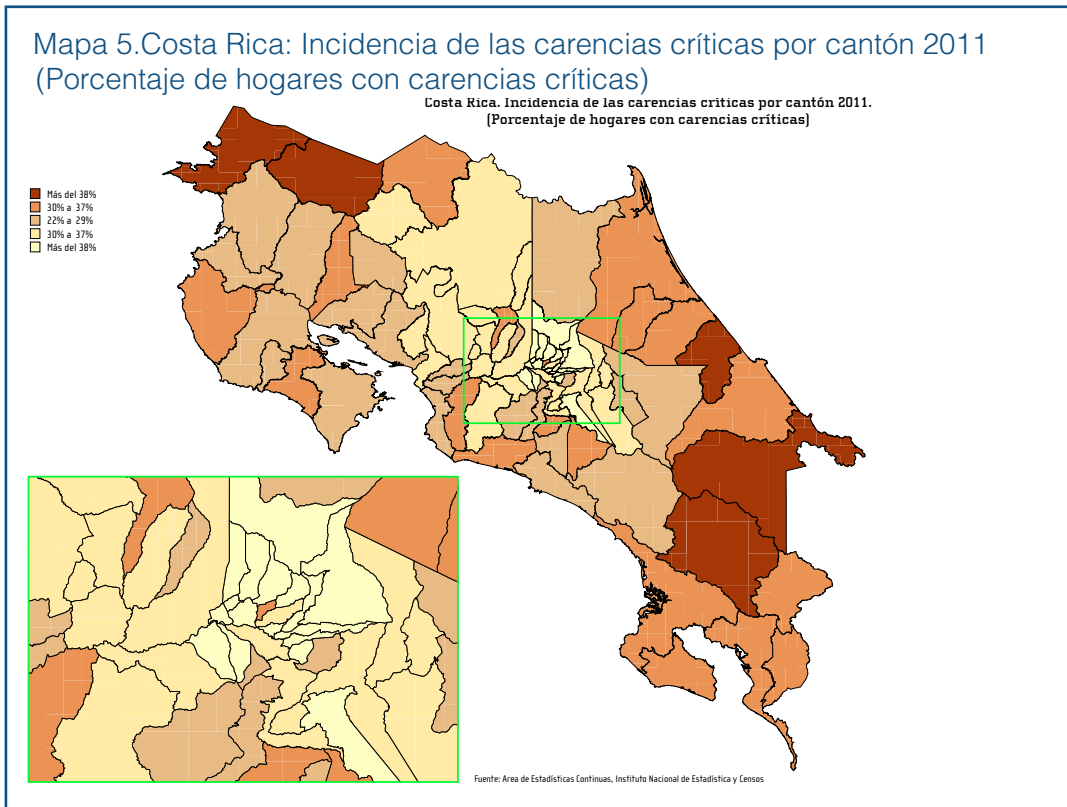 Mapa 5.Costa Rica: Incidencia de las carencias críticas por cantón 2011
(Porcentaje de hogares con carencias críticas)
Costa Rica. Incidencia de las carencias críticas por cantón 2011.
(Porcentaje de hogares con carencias críticas)
Más del 38%
30% a 37%
22% a 29%
30% a 37%
Más del 38%
Fuente: Area de Estadísticas Continuas, Instituto Nacional de Estadística y Censos